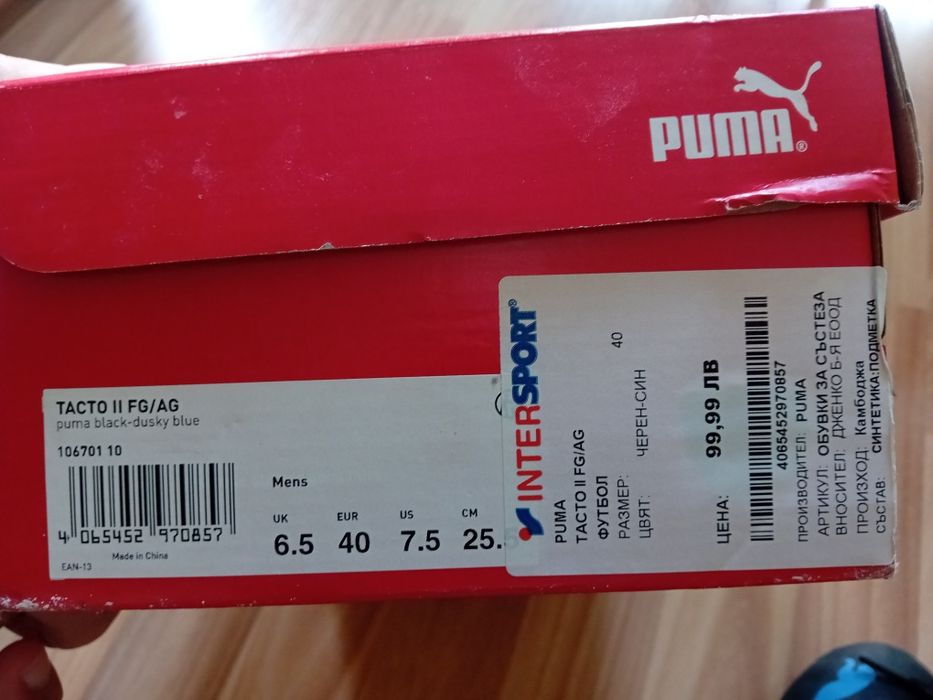 PUMA®
TACTO II FG/AG
puma black-dusky blue
106701 10
4 065452 970857
Made in China
EAN-13
Mens
UK EUR US CM
6.5 40 7.5 25.5
INTERSPORT®
PUMA
TACTO II FG/AG
ФУТБОЛ
РАЗМЕР: 40
ЦВЯТ: ЧЕРЕН-СИН
ЦЕНА: 99,99 ЛВ
4065452970857
ПРОИЗВОДИТЕЛ: PUMA
АРТИКУЛ: ОБУВКИ ЗА СЪСТЕЗА
ВНОСИТЕЛ: ДЖЕНКО Б-Я ЕООД
ПРОИЗХОД: Камбоджа
СЪСТАВ: СИНТЕТИКА:ПОДМЕТКА